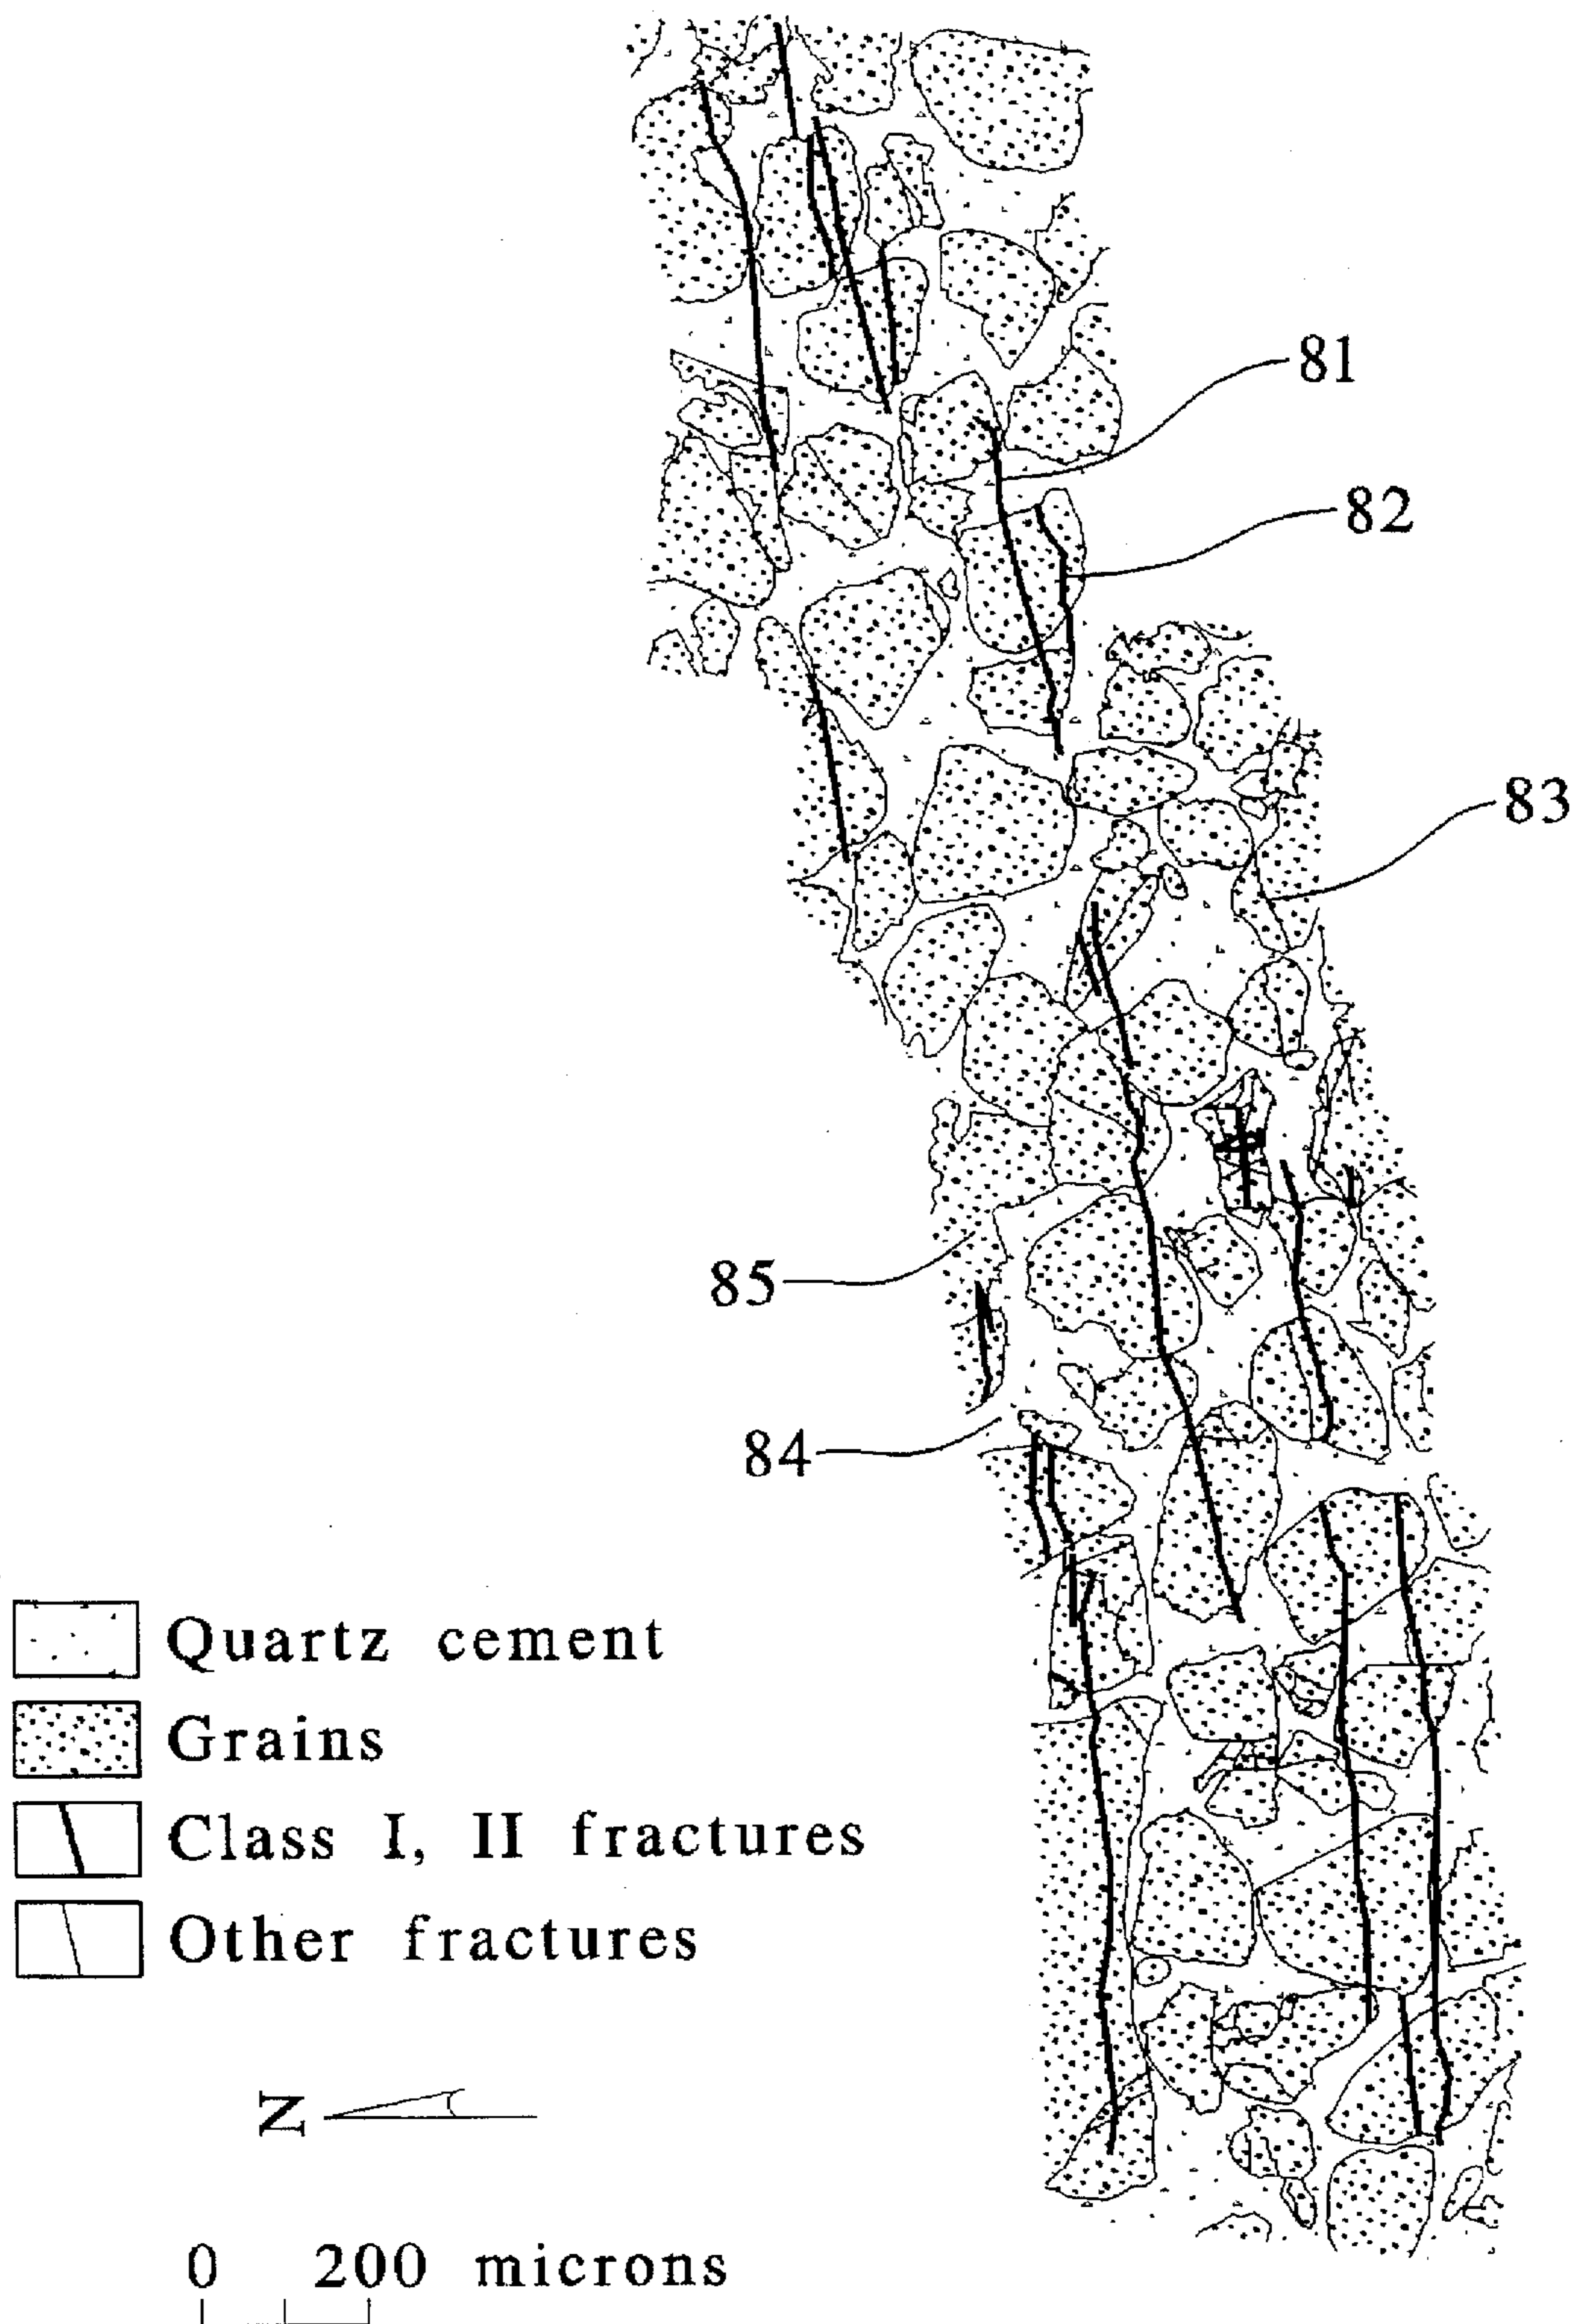 81
82
83
85
84
Quartz cement
Grains
Class I, II fractures
Other fractures
N
0 200 microns